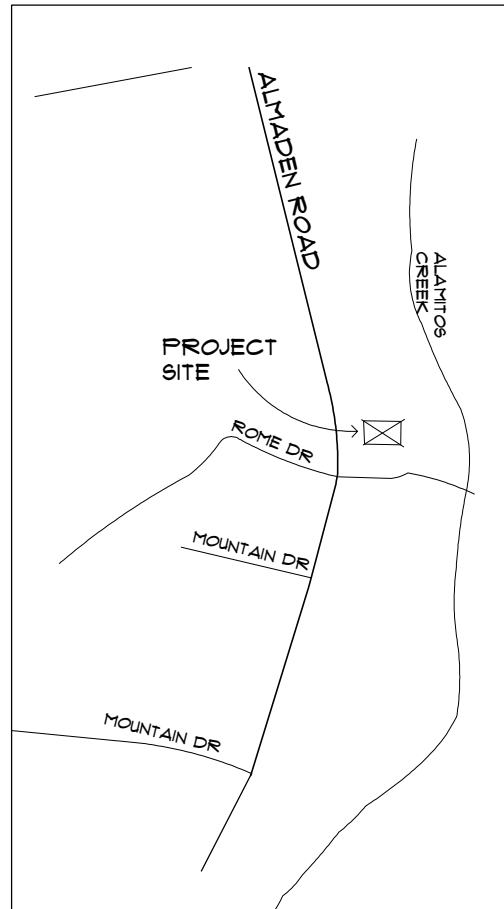 ALMADEN ROAD
ALAMITOS
CREEK
PROJECT
SITE
ROME DR
MOUNTAIN DR
MOUNTAIN DR